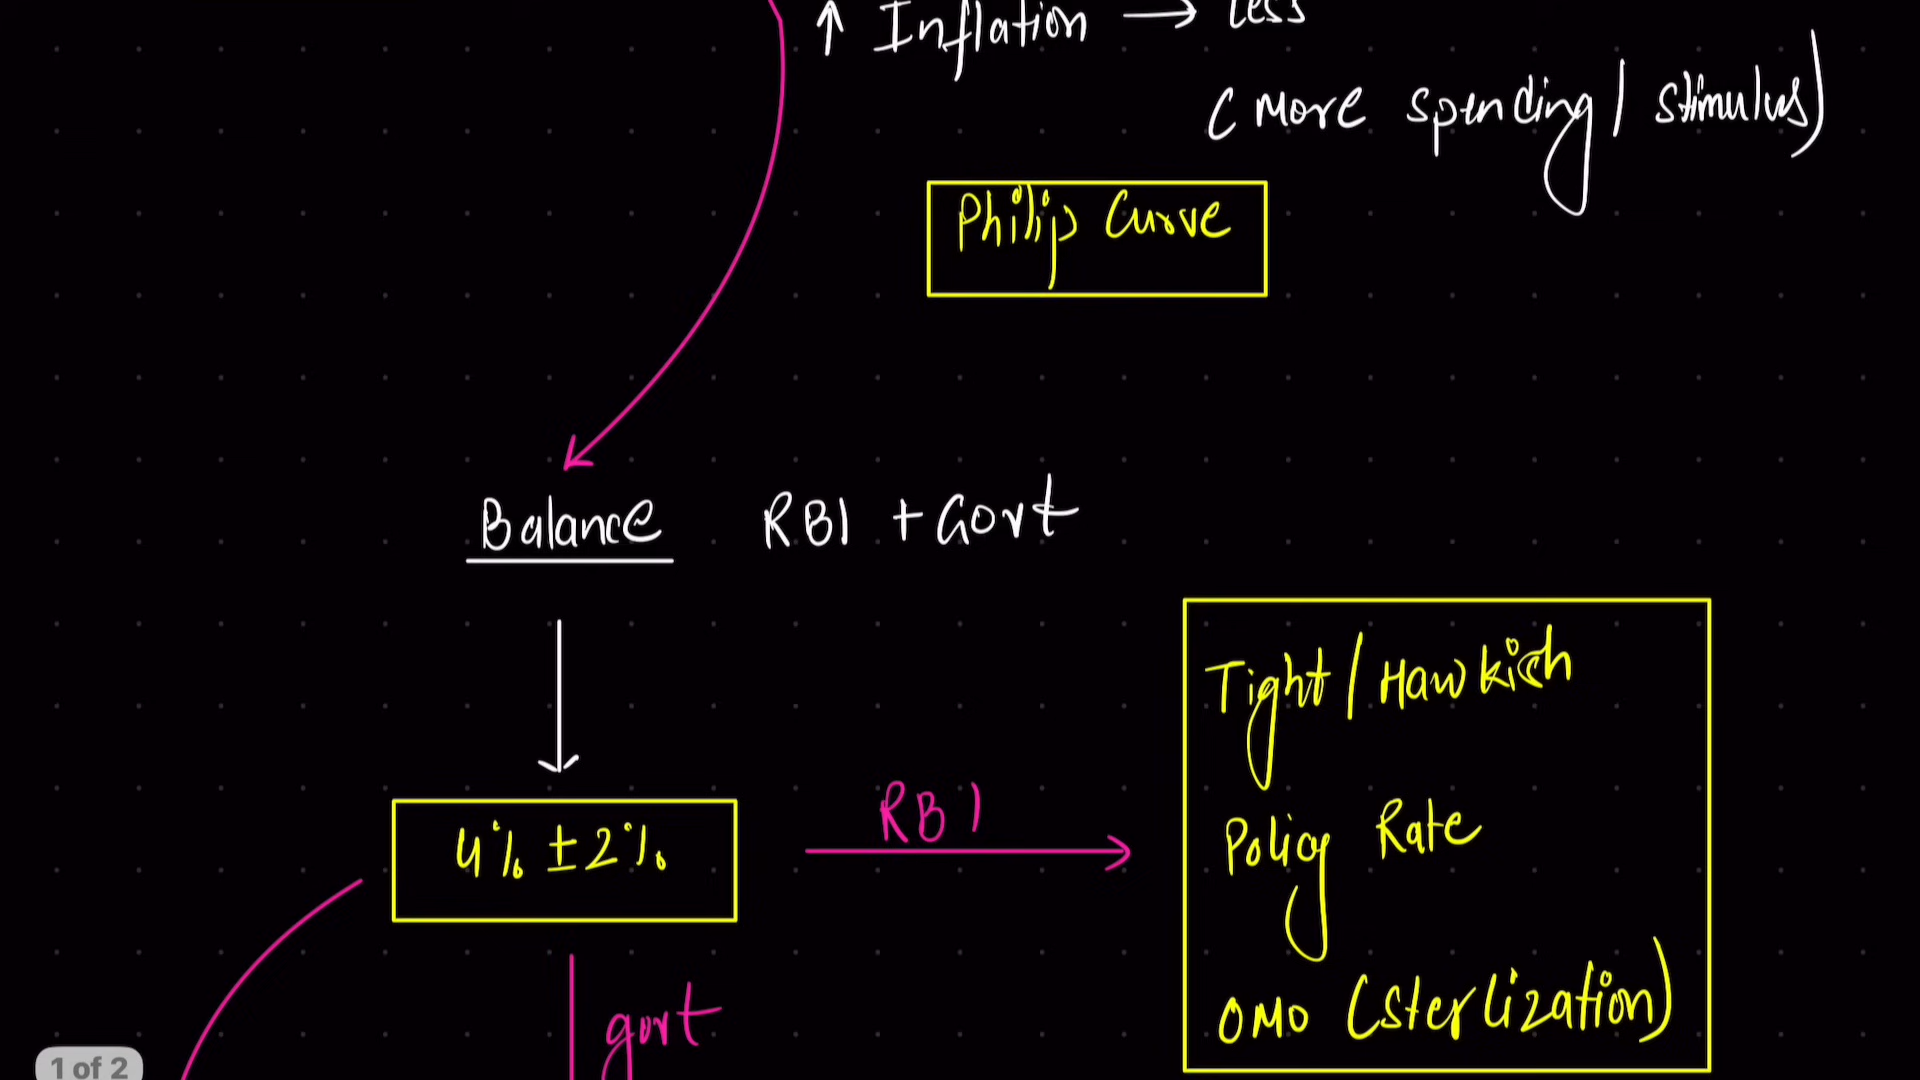 ↑ Inflation → Less
(More spending / stimulus)
Philip Curve
Balance RBI + Govt
4% ± 2%
RBI
Tight / Hawkish
Policy Rate
OMO (Sterlization)
govt
1 of 2